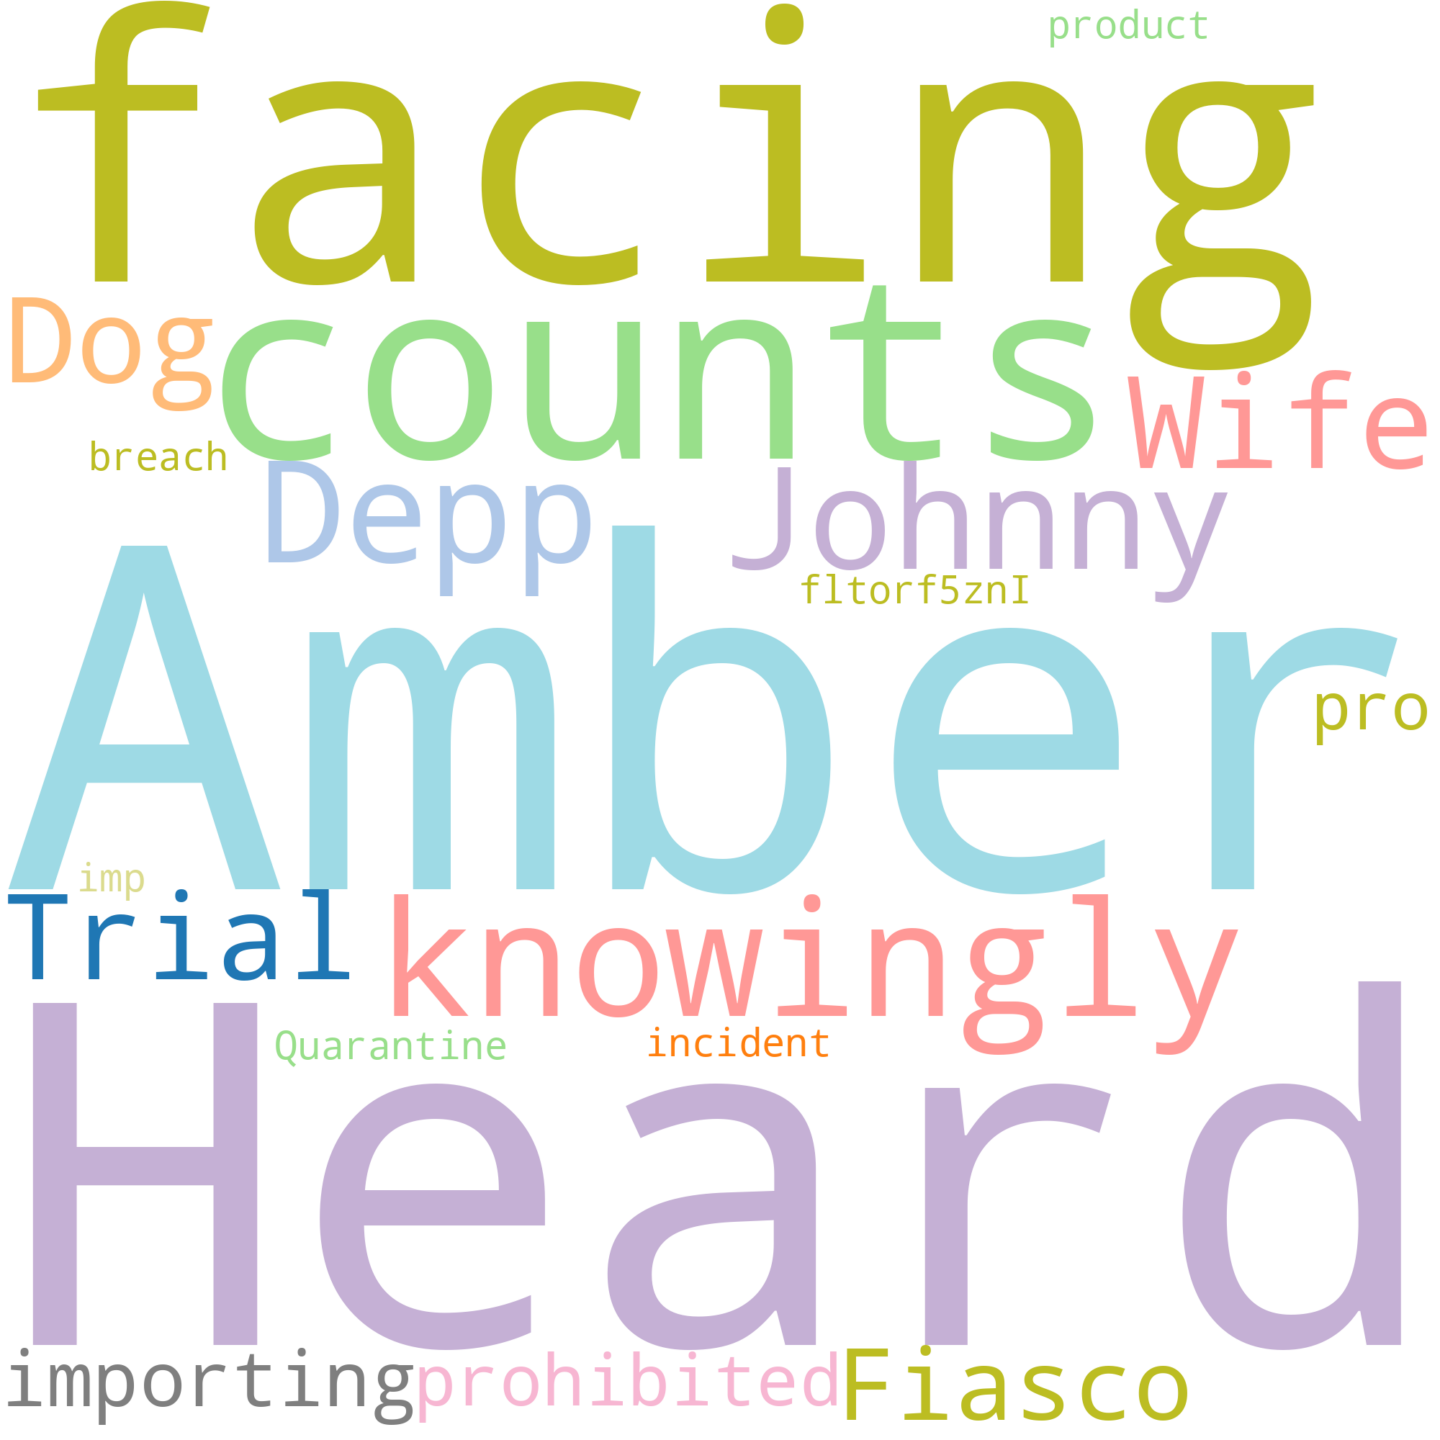 product
facing
Dog counts Wife
breach
Depp Johnny
fltorf5znI
Amber
pro
imp
Trial knowingly
Quarantine incident
Heard
importing prohibited Fiasco